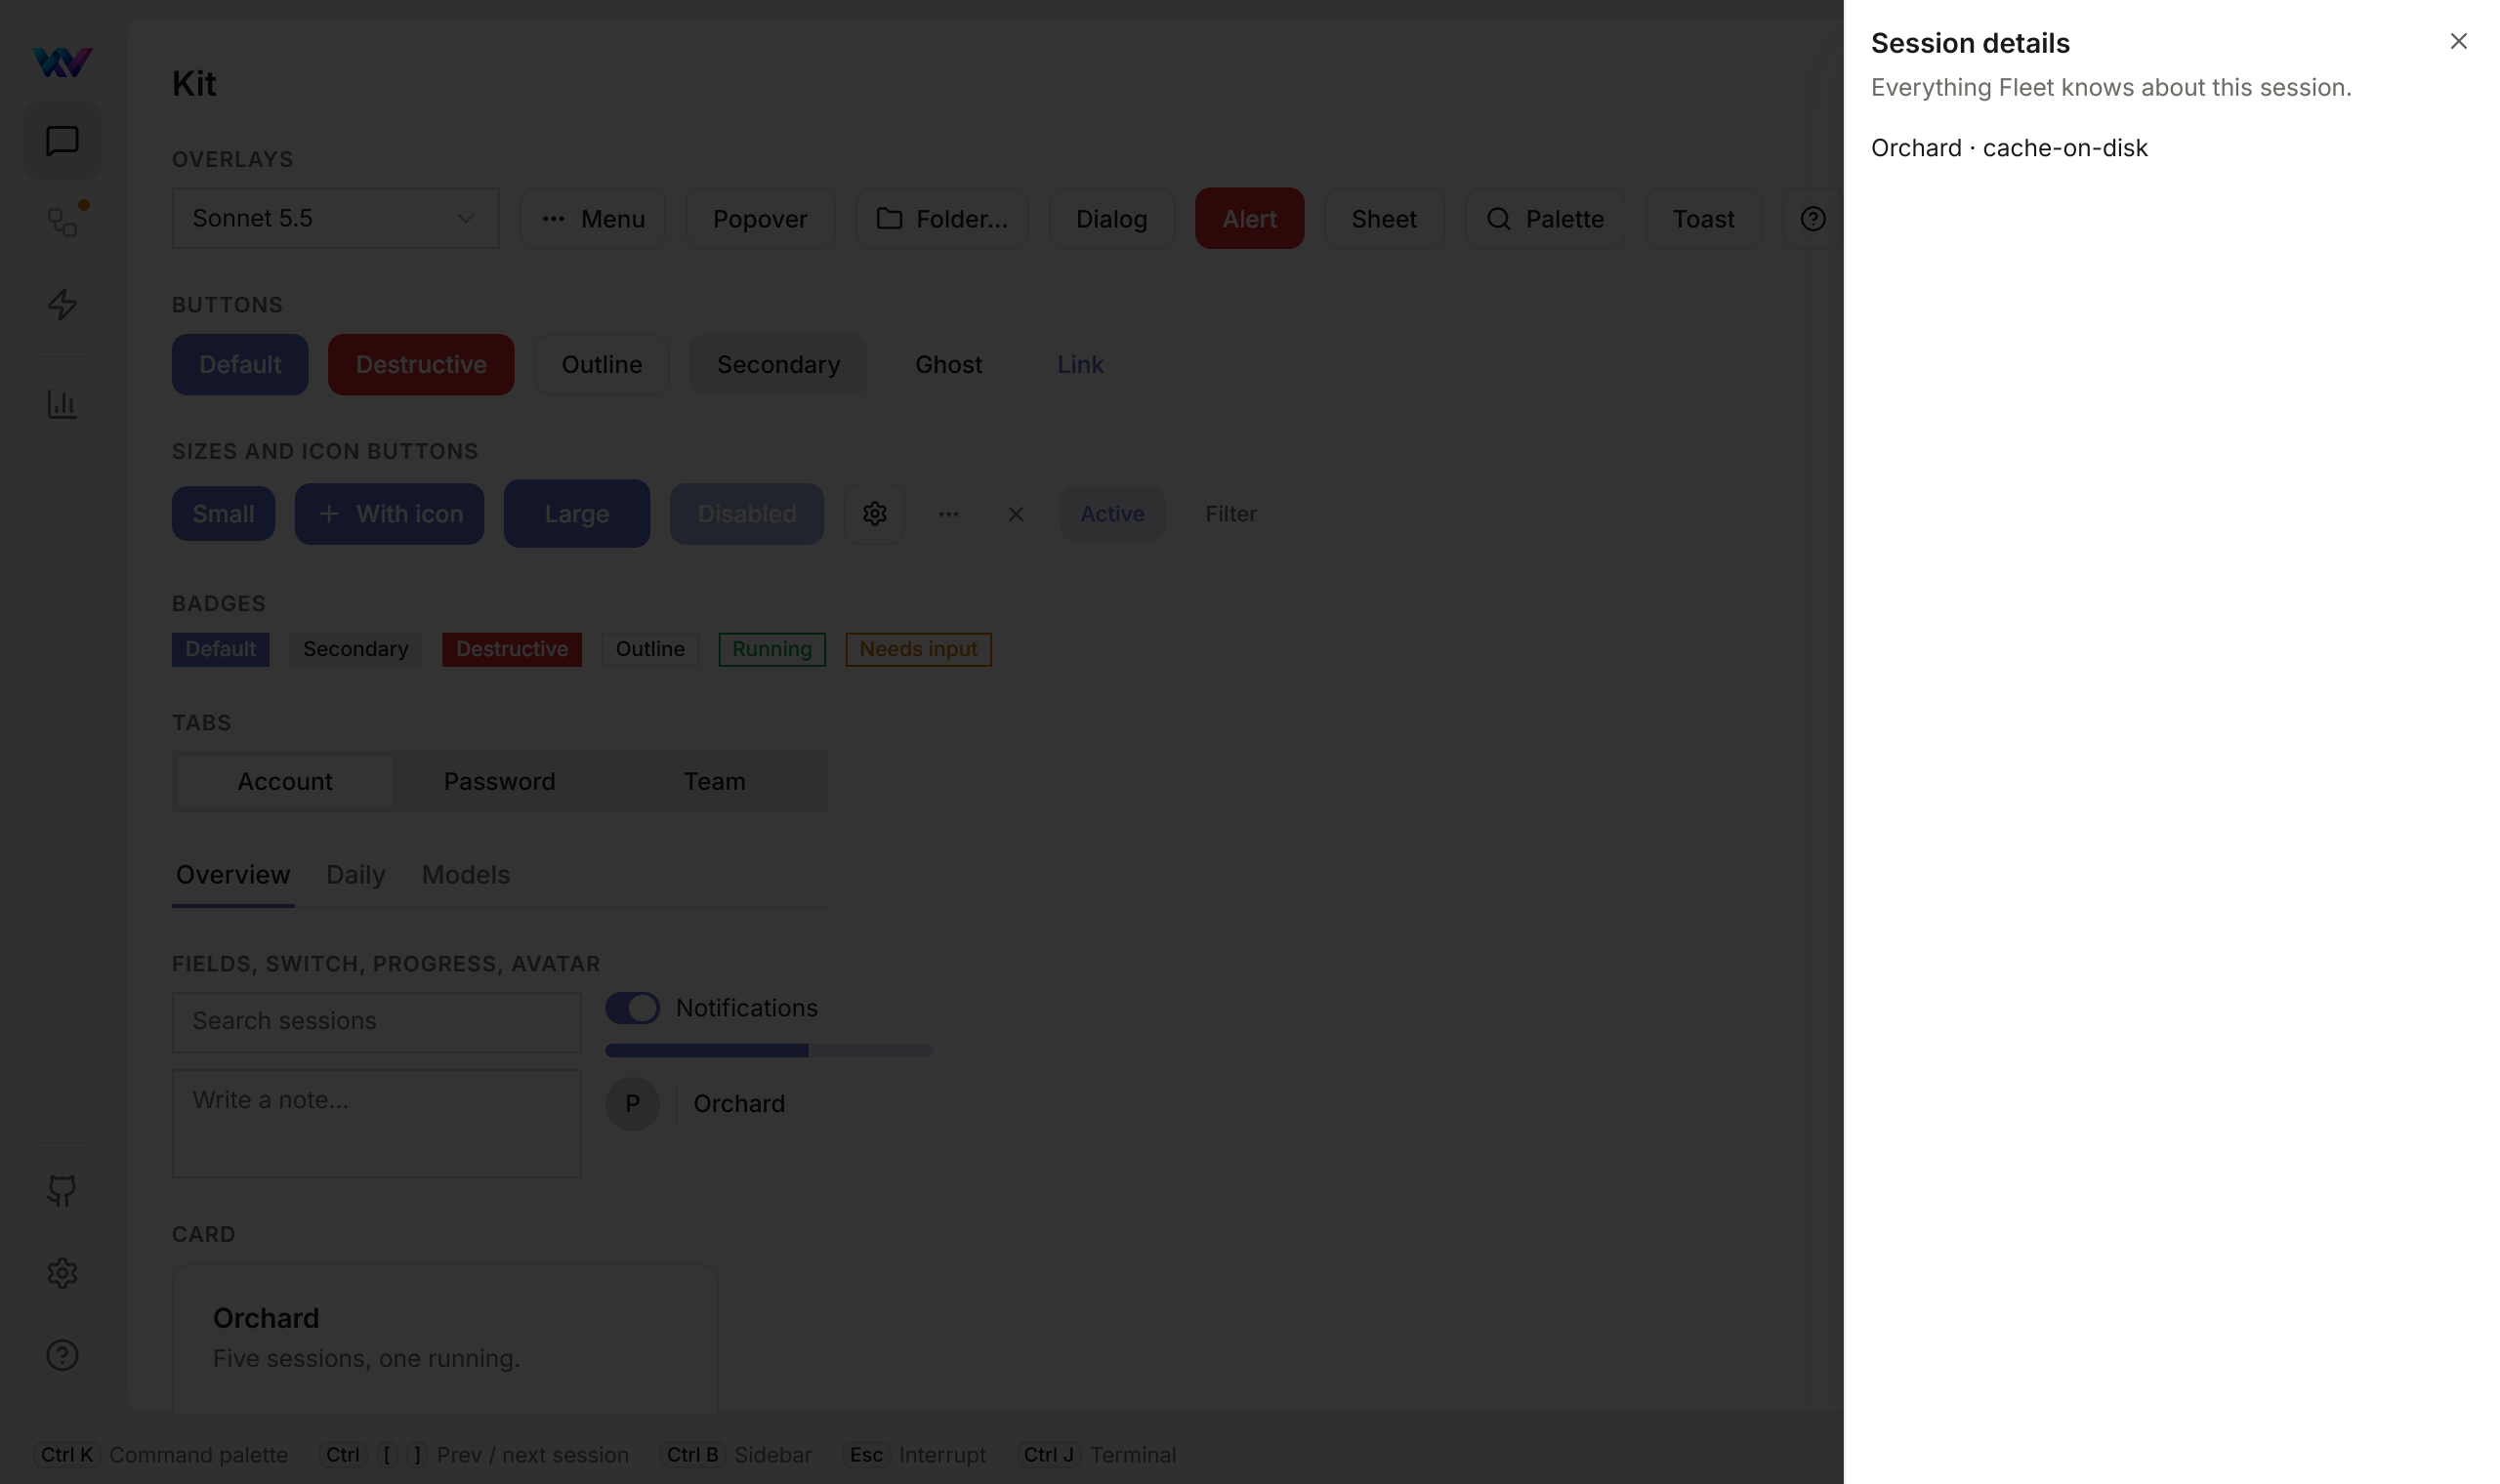 Kit
OVERLAYS
Sonnet 5.5
Menu
Popover
Folder...
Dialog
Alert
Sheet
Palette
Toast
BUTTONS
Default
Destructive
Outline
Secondary
Ghost
Link
SIZES AND ICON BUTTONS
Small
With icon
Large
Disabled
Active
Filter
BADGES
Default
Secondary
Destructive
Outline
Running
Needs input
TABS
Account
Password
Team
Overview
Daily
Models
FIELDS, SWITCH, PROGRESS, AVATAR
Search sessions
Notifications
Write a note...
P
Orchard
CARD
Orchard
Five sessions, one running.
Ctrl K Command palette
Ctrl [ ] Prev / next session
Ctrl B Sidebar
Esc Interrupt
Ctrl J Terminal
Session details
Everything Fleet knows about this session.
Orchard · cache-on-disk